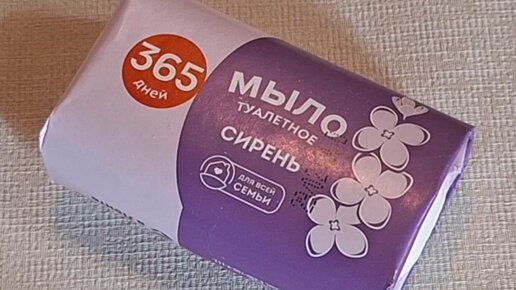 365
дней
МЫЛО
ТУАЛЕТНОЕ
СИРЕНЬ
ДЛЯ ВСЕЙ
СЕМЬИ